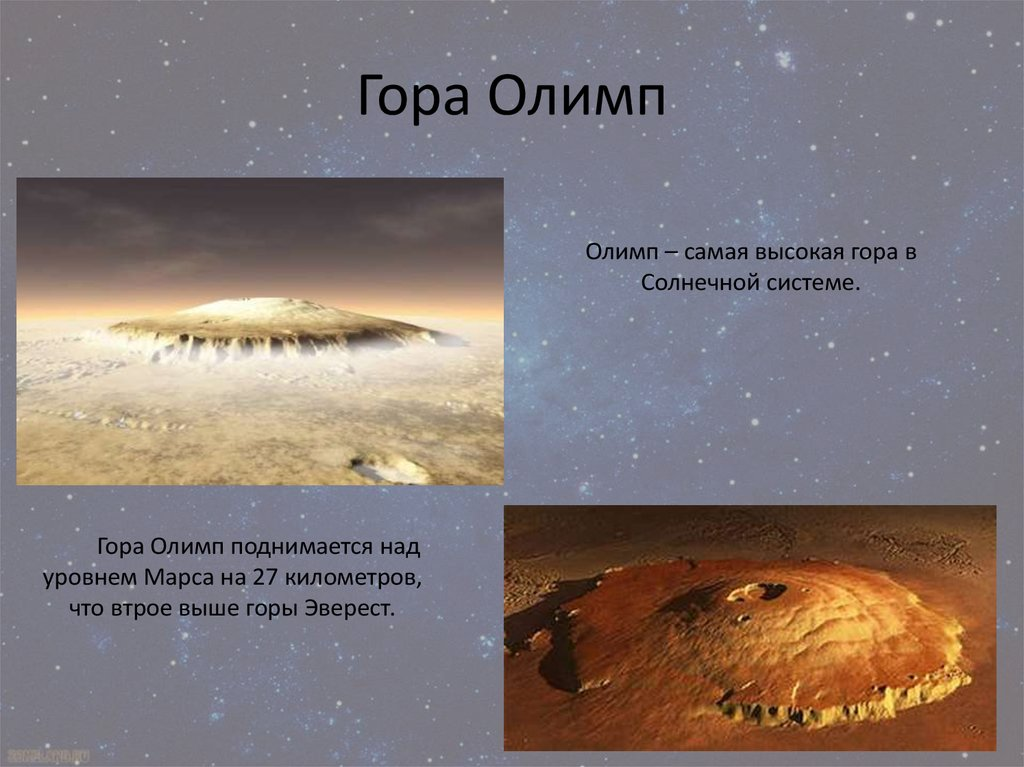 Гора Олимп
Олимп – самая высокая гора в
Солнечной системе.
Гора Олимп поднимается над
уровнем Марса на 27 километров,
что втрое выше горы Эверест.